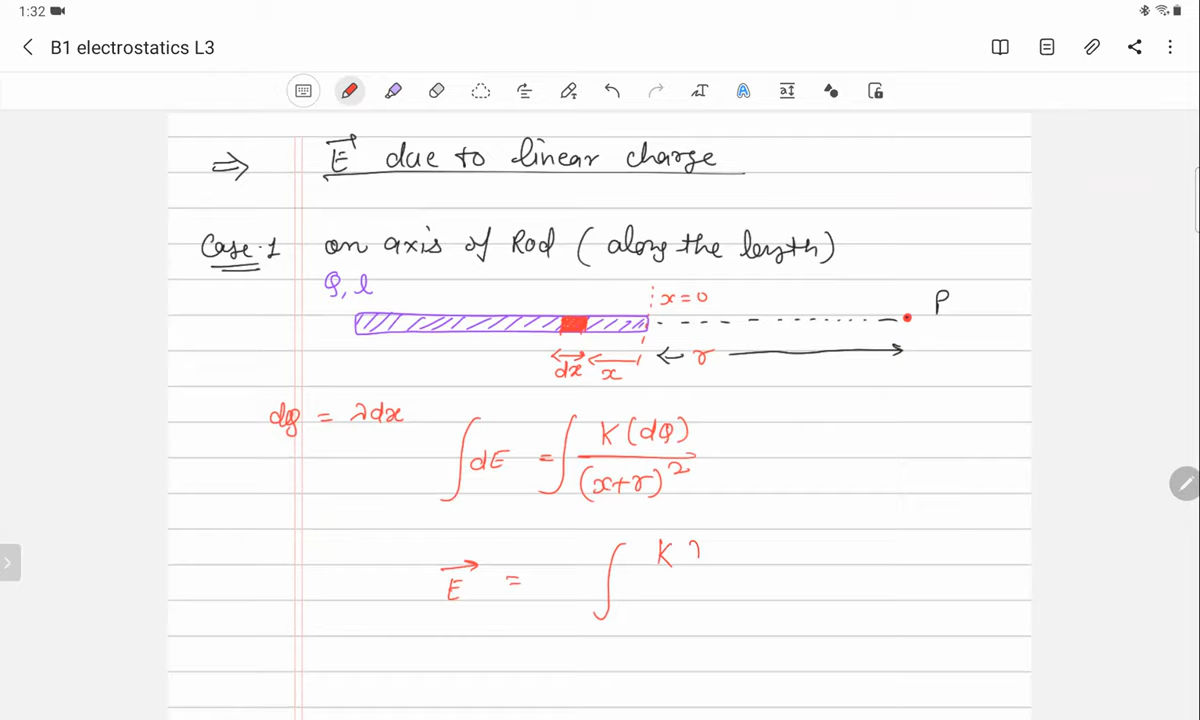 1:32
B1 electrostatics L3
⇒ E⃗ due to linear charge
Case·1 on axis of Rod (along the length)
Q, l
x=0
P
dx x ← r →
dq = λdx
∫dE = ∫ K(dQ)/(x+r)²
E⃗ = ∫ K